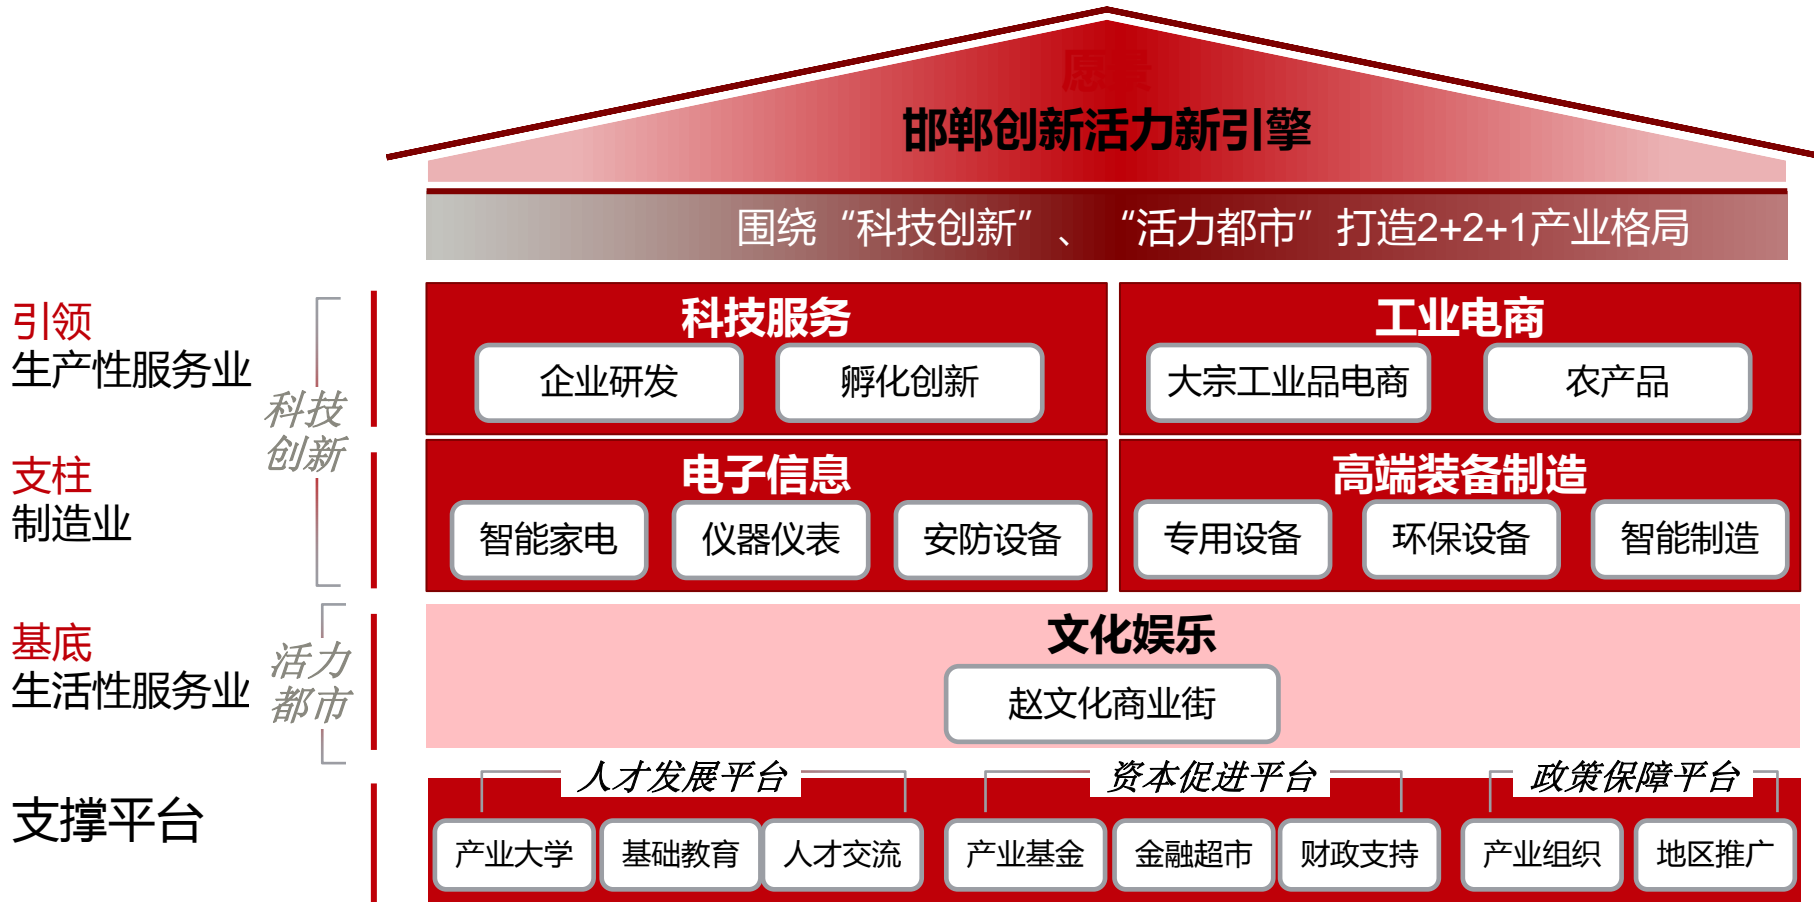 愿景
邯郸创新活力新引擎
围绕“科技创新”、“活力都市”打造2+2+1产业格局
引领
生产性服务业
科技
创新
科技服务
企业研发
孵化创新
工业电商
大宗工业品电商
农产品
支柱
制造业
电子信息
智能家电
仪器仪表
安防设备
高端装备制造
专用设备
环保设备
智能制造
基底
生活性服务业
活力
都市
文化娱乐
赵文化商业街
支撑平台
人才发展平台
产业大学
基础教育
人才交流
资本促进平台
产业基金
金融超市
财政支持
政策保障平台
产业组织
地区推广